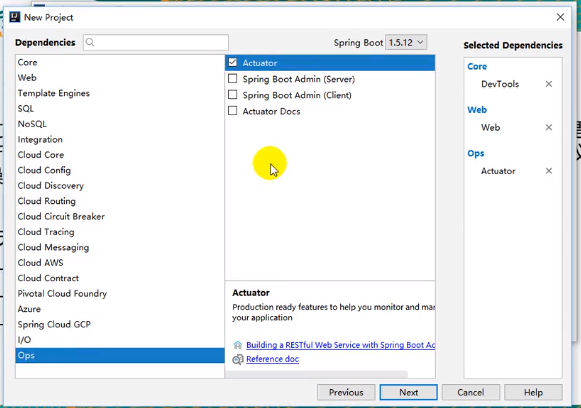 New Project
Dependencies
Spring Boot 1.5.12
Selected Dependencies
Core
Web
Template Engines
SQL
NoSQL
Integration
Cloud Core
Cloud Config
Cloud Discovery
Cloud Routing
Cloud Circuit Breaker
Cloud Tracing
Cloud Messaging
Cloud AWS
Cloud Contract
Pivotal Cloud Foundry
Azure
Spring Cloud GCP
I/O
Ops
Actuator
Spring Boot Admin (Server)
Spring Boot Admin (Client)
Actuator Docs
Actuator
Production ready features to help you monitor and mar
your application
Building a RESTful Web Service with Spring Boot Ac
Reference doc
Core
DevTools
Web
Web
Ops
Actuator
Previous
Next
Cancel
Help